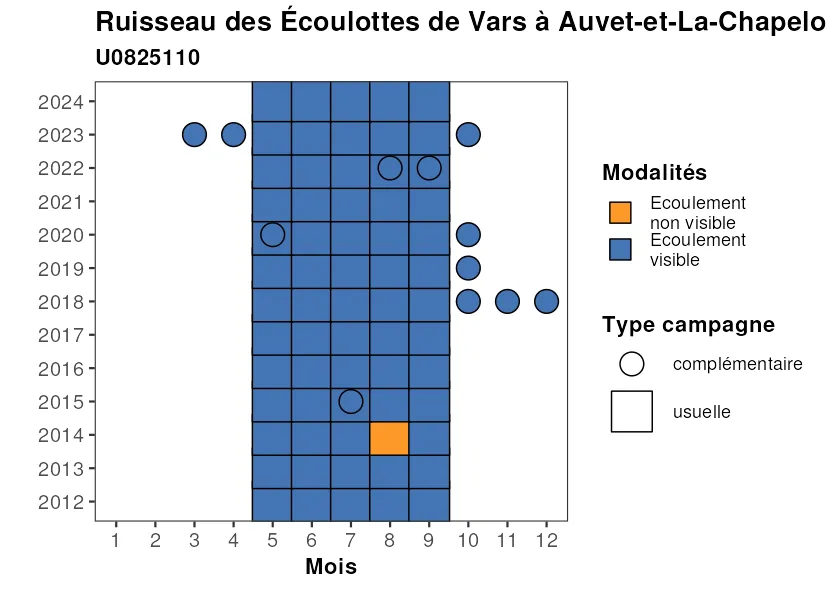 Ruisseau des Écoulottes de Vars à Auvet-et-La-Chapelo
U0825110
2024
2023
2022
2021
2020
2019
2018
2017
2016
2015
2014
2013
2012
1 2 3 4 5 6 7 8 9 10 11 12
Mois
Modalités
Ecoulement
non visible
Ecoulement
visible
Type campagne
complémentaire
usuelle